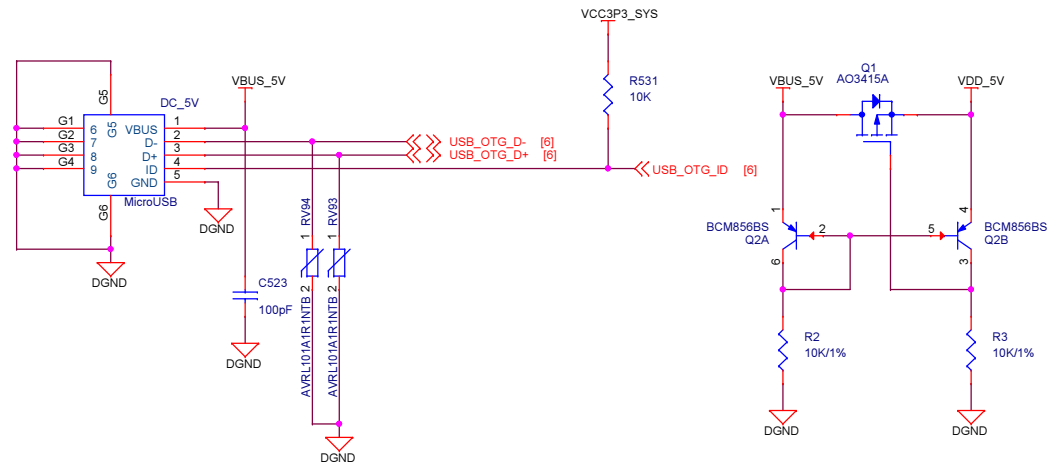 VCC3P3_SYS
Q1
AO3415A
VBUS_5V
VDD_5V
R531
10K
VBUS_5V
DC_5V
G5
G1
G2
G3
G4
6
7
8
9
G5
G6
VBUS
D-
D+
ID
GND
1
2
3
4
5
USB_OTG_D- [6]
USB_OTG_D+ [6]
USB_OTG_ID [6]
MicroUSB
G6
DGND
DGND
RV94
RV93
1
1
2
2
AVRL101A1R1NTB
AVRL101A1R1NTB
C523
100pF
DGND
DGND
1
BCM856BS
Q2A
2
6
4
5
BCM856BS
Q2B
3
R2
10K/1%
R3
10K/1%
DGND
DGND